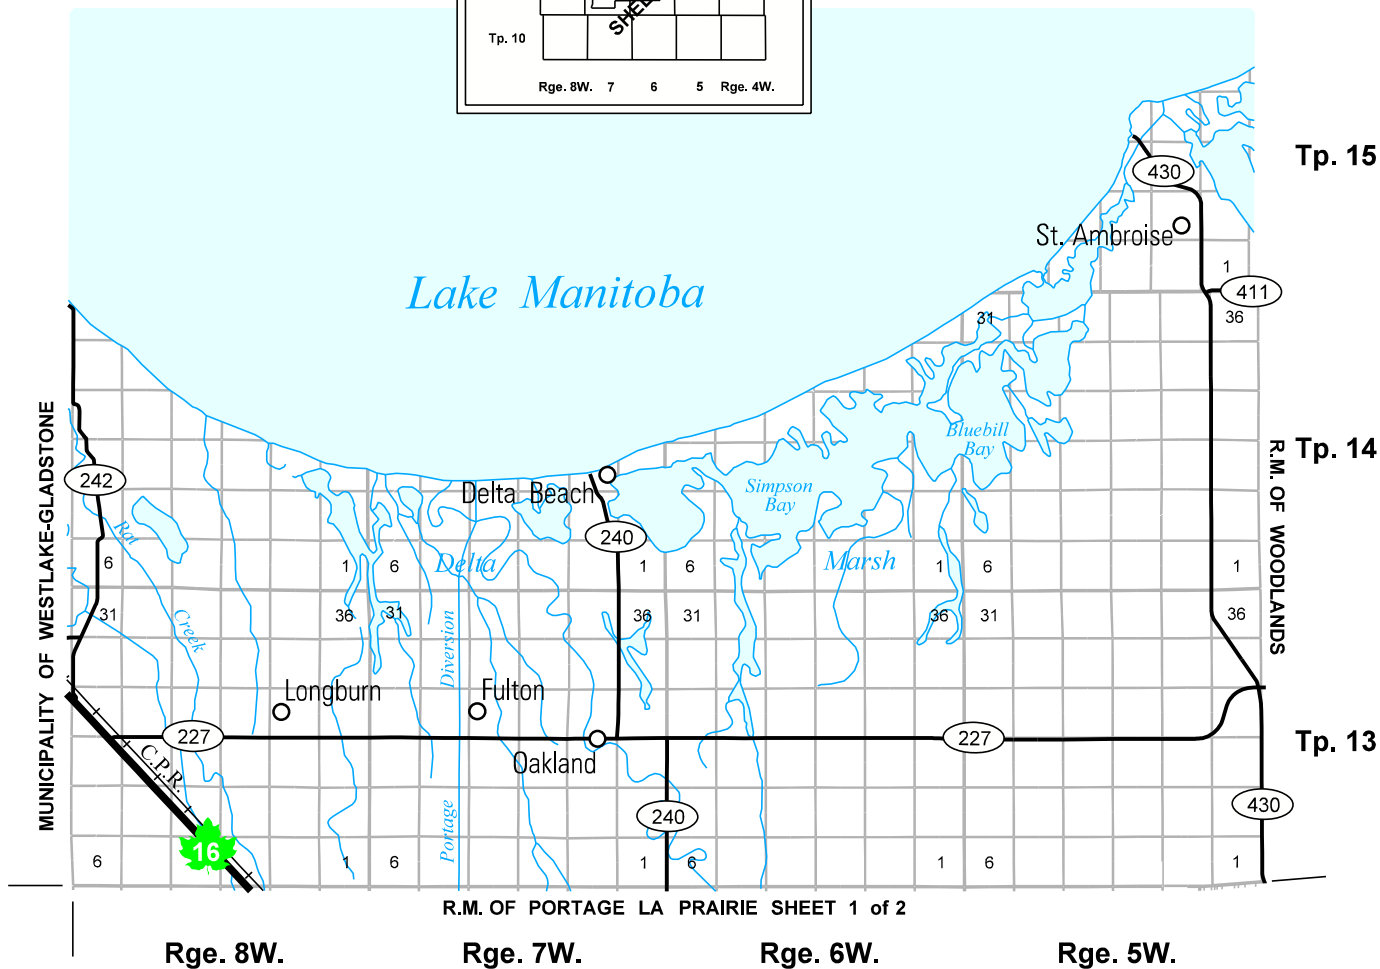 SHEE
Tp. 10
Rge. 8W. 7 6 5 Rge. 4W.
Tp. 15
430
St. Ambroise
1
411
Lake Manitoba
31
36
MUNICIPALITY OF WESTLAKE-GLADSTONE
R.M. OF WOODLANDS
Tp. 14
Bluebill
Bay
242
Delta Beach
Simpson
Bay
Rat
240
6
1
6
Delta
1
6
Marsh
1
6
1
31
36
31
36
31
36
31
36
Creek
Diversion
Longburn
Fulton
227
227
Tp. 13
C.P.R.
Oakland
240
430
Portage
16
6
1
6
1
6
1
6
1
R.M. OF PORTAGE LA PRAIRIE SHEET 1 of 2
Rge. 8W. Rge. 7W. Rge. 6W. Rge. 5W.